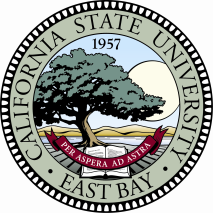 CALIFORNIA STATE UNIVERSITY
1957
PER ASPERA AD ASTRA
EAST BAY